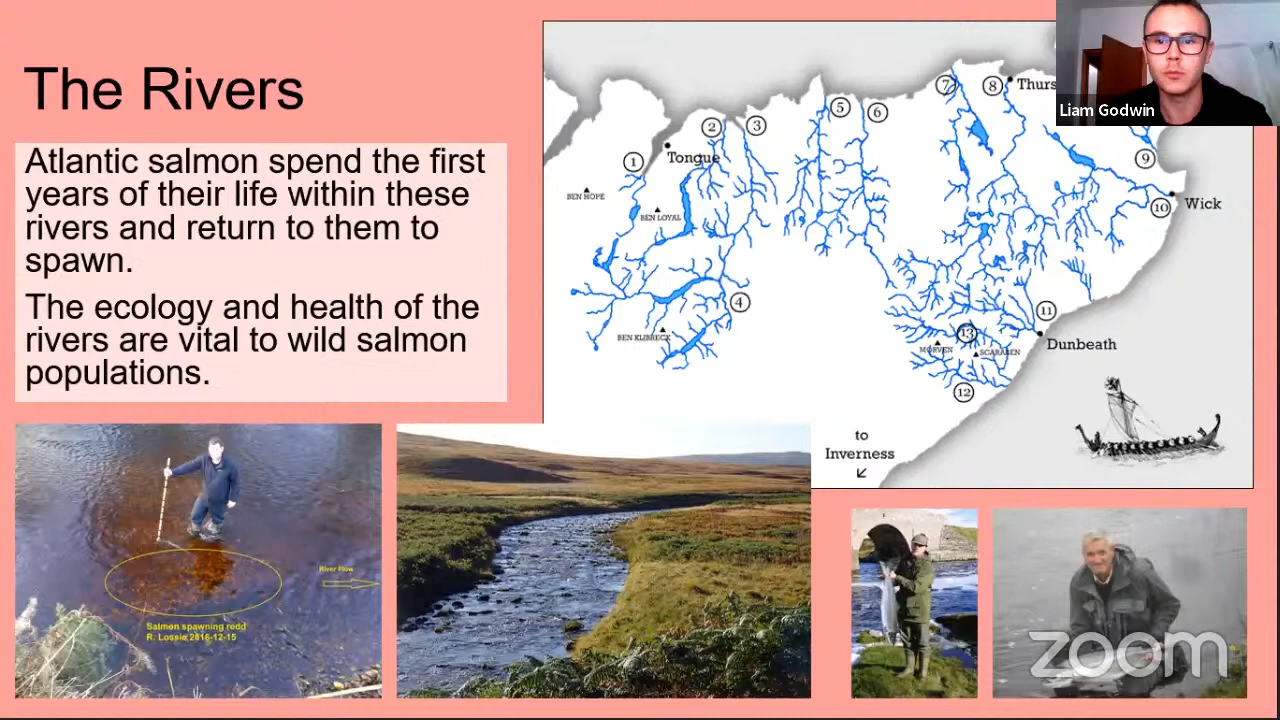 The Rivers
Atlantic salmon spend the first
years of their life within these
rivers and return to them to
spawn.
The ecology and health of the
rivers are vital to wild salmon
populations.
Liam Godwin
7
8
Thurs
5
6
2
3
1
Tongue
9
BEN HOPE
BEN LOYAL
10
Wick
4
11
BEN KLIBRECK
13
Dunbeath
MORVEN
SCARABEN
12
to
Inverness
River Flow
Salmon spawning redd
R. Lossie 2016-12-15
zoom